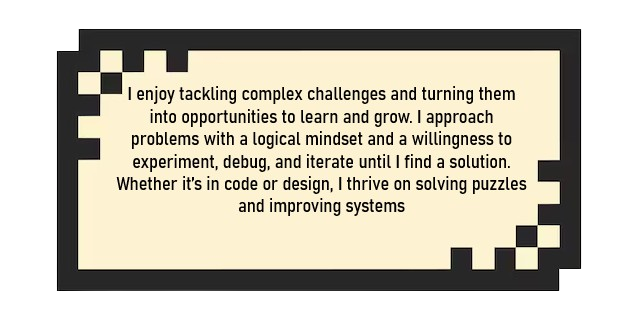 I enjoy tackling complex challenges and turning them
into opportunities to learn and grow. I approach
problems with a logical mindset and a willingness to
experiment, debug, and iterate until I find a solution.
Whether it's in code or design, I thrive on solving puzzles
and improving systems